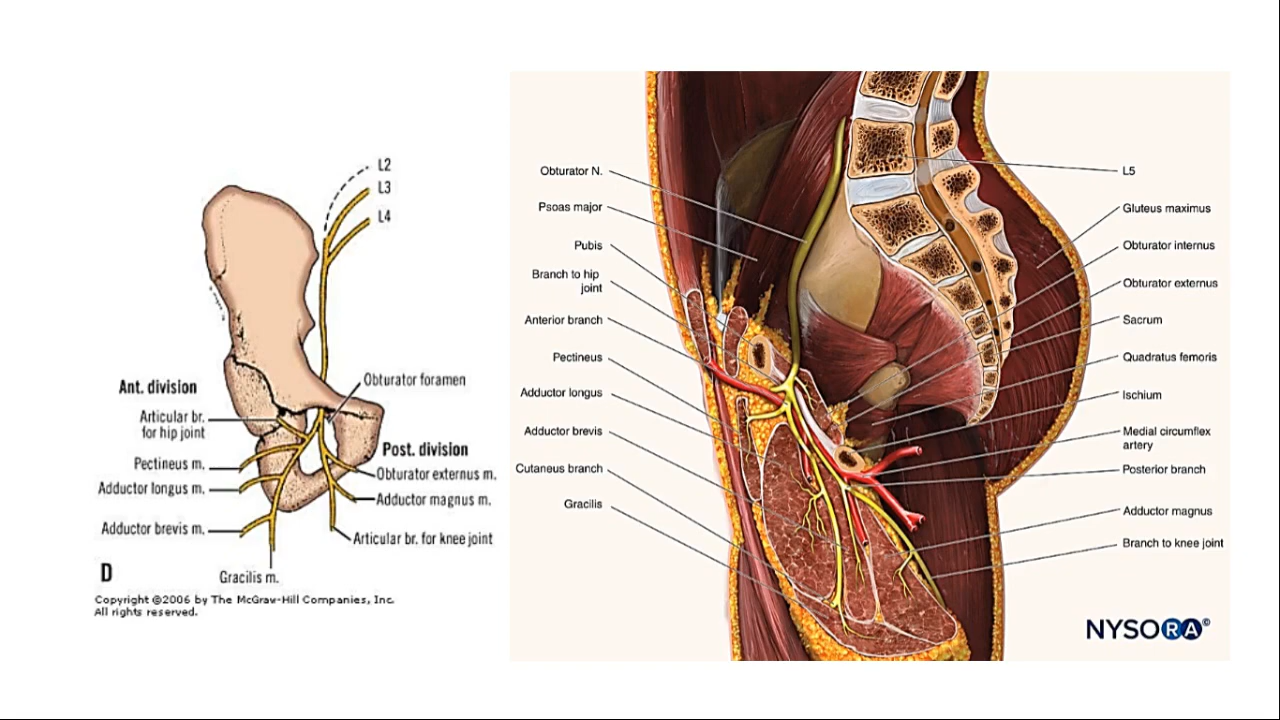 L2
L3
L4
Obturator foramen
Ant. division
Articular br.
for hip joint
Post. division
Pectineus m.
Obturator externus m.
Adductor longus m.
Adductor magnus m.
Adductor brevis m.
Articular br. for knee joint
Gracilis m.
D
Copyright ©2006 by The McGraw-Hill Companies, Inc.
All rights reserved.
Obturator N.
Psoas major
Pubis
Branch to hip
joint
Anterior branch
Pectineus
Adductor longus
Adductor brevis
Cutaneus branch
Gracilis
L5
Gluteus maximus
Obturator internus
Obturator externus
Sacrum
Quadratus femoris
Ischium
Medial circumflex
artery
Posterior branch
Adductor magnus
Branch to knee joint
NYSORA©